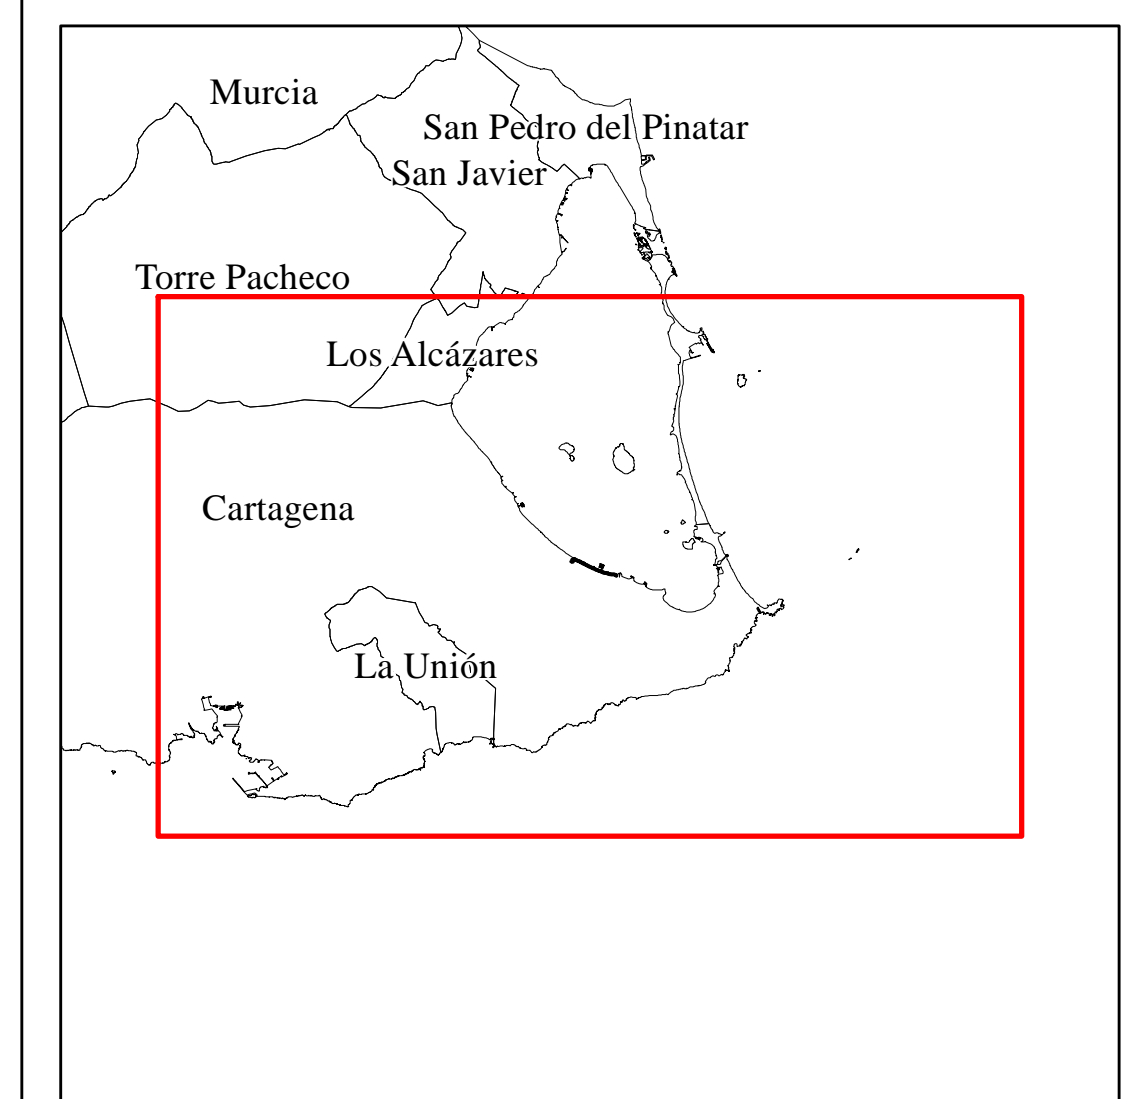 Murcia
San Pedro del Pinatar
San Javier
Torre Pacheco
Los Alcázares
Cartagena
La Unión